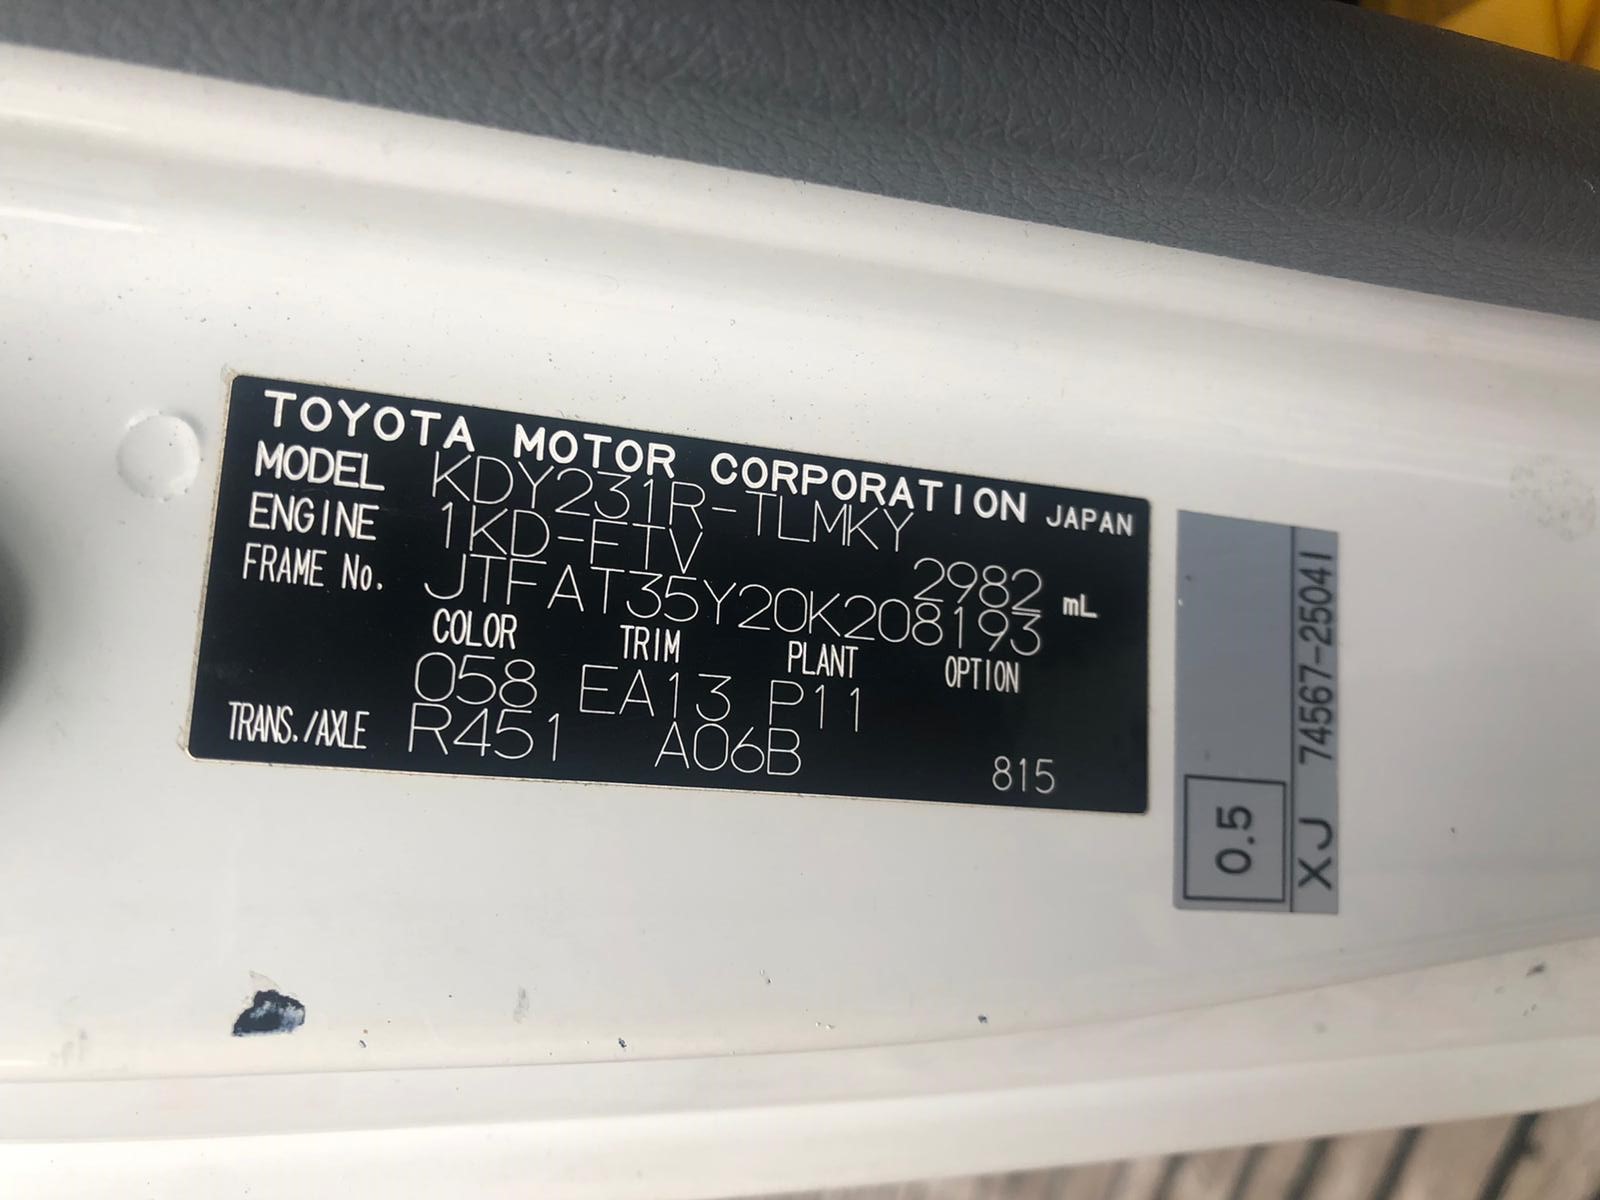 TOYOTA MOTOR CORPORATION JAPAN
MODEL KDY231R-TLMKY
ENGINE 1KD-FTV 2982 mL
FRAME No. JTFAT35Y20K208193
COLOR TRIM PLANT OPTION
058 EA13 P11
TRANS./AXLE R451 A06B 815
0.5
XJ 74567-25041